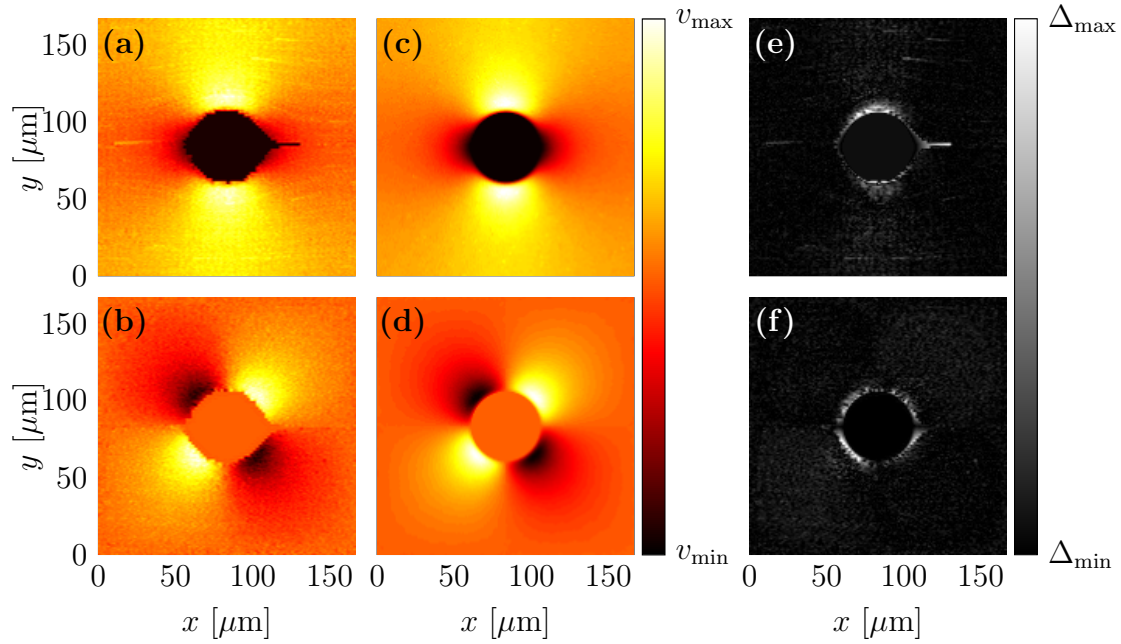 (a)
(c)
(e)
(b)
(d)
(f)
150
100
50
0
y [μm]
150
100
50
0
y [μm]
0
50
100
150
x [μm]
0
50
100
150
x [μm]
0
50
100
150
x [μm]
v_max
v_min
Δ_max
Δ_min